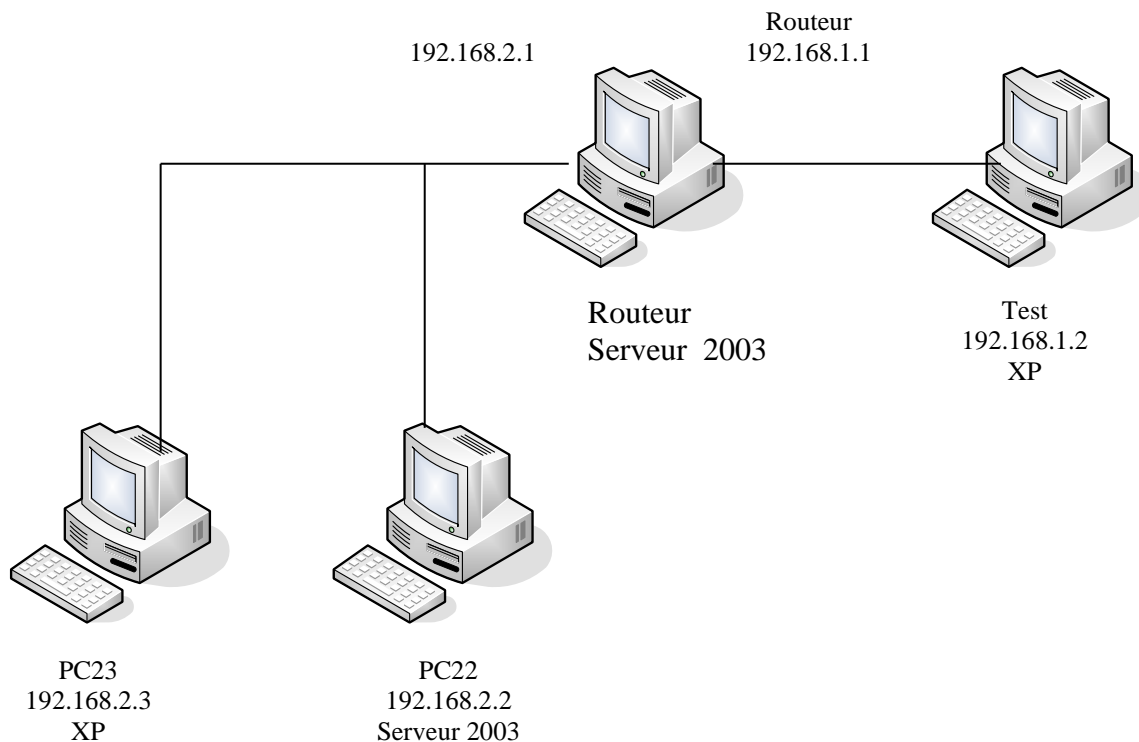 192.168.2.1
Routeur
192.168.1.1
Routeur
Serveur 2003
Test
192.168.1.2
XP
PC23
192.168.2.3
XP
PC22
192.168.2.2
Serveur 2003